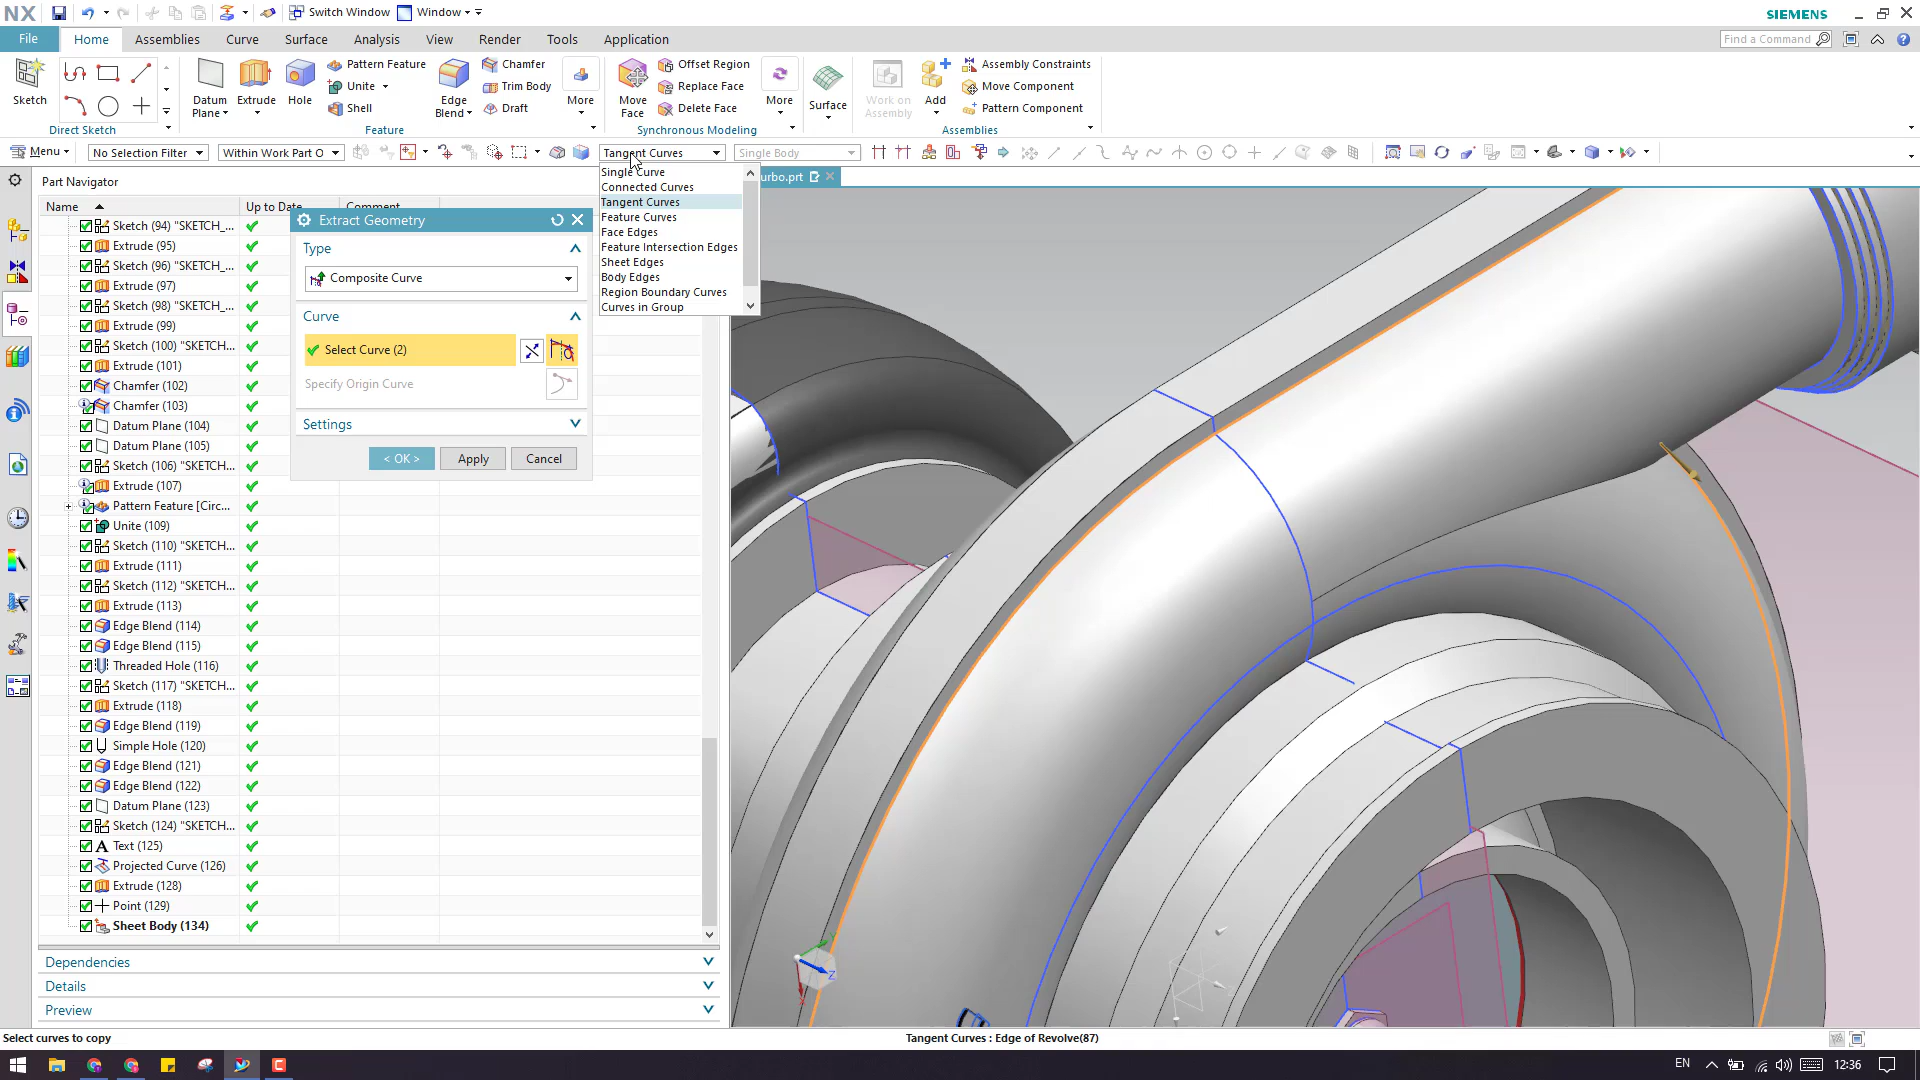 NX Switch Window Window SIEMENS
File Home Assemblies Curve Surface Analysis View Render Tools Application Find a Command
Sketch
Direct Sketch
Datum Plane Extrude Hole
Pattern Feature
Unite
Shell
Edge Blend
Chamfer
Trim Body
Draft
More
Feature
Move Face
Offset Region
Replace Face
Delete Face
More
Synchronous Modeling
Surface
Work on Assembly
Add
Assembly Constraints
Move Component
Pattern Component
Assemblies
Menu No Selection Filter Within Work Part O Tangent Curves Single Body
Single Curve
Connected Curves
Tangent Curves
Feature Curves
Face Edges
Feature Intersection Edges
Sheet Edges
Body Edges
Region Boundary Curves
Curves in Group
urbo.prt
Part Navigator
Name Up to Date Comment
Sketch (94) "SKETCH_...
Extrude (95)
Sketch (96) "SKETCH_...
Extrude (97)
Sketch (98) "SKETCH_...
Extrude (99)
Sketch (100) "SKETCH...
Extrude (101)
Chamfer (102)
Chamfer (103)
Datum Plane (104)
Datum Plane (105)
Sketch (106) "SKETCH...
Extrude (107)
Pattern Feature [Circ...
Unite (109)
Sketch (110) "SKETCH...
Extrude (111)
Sketch (112) "SKETCH...
Extrude (113)
Edge Blend (114)
Edge Blend (115)
Threaded Hole (116)
Sketch (117) "SKETCH...
Extrude (118)
Edge Blend (119)
Simple Hole (120)
Edge Blend (121)
Edge Blend (122)
Datum Plane (123)
Sketch (124) "SKETCH...
Text (125)
Projected Curve (126)
Extrude (128)
Point (129)
Sheet Body (134)
Dependencies
Details
Preview
Extract Geometry
Type
Composite Curve
Curve
Select Curve (2)
Specify Origin Curve
Settings
< OK > Apply Cancel
Y
Z
X
Select curves to copy Tangent Curves : Edge of Revolve(87)
EN 12:36